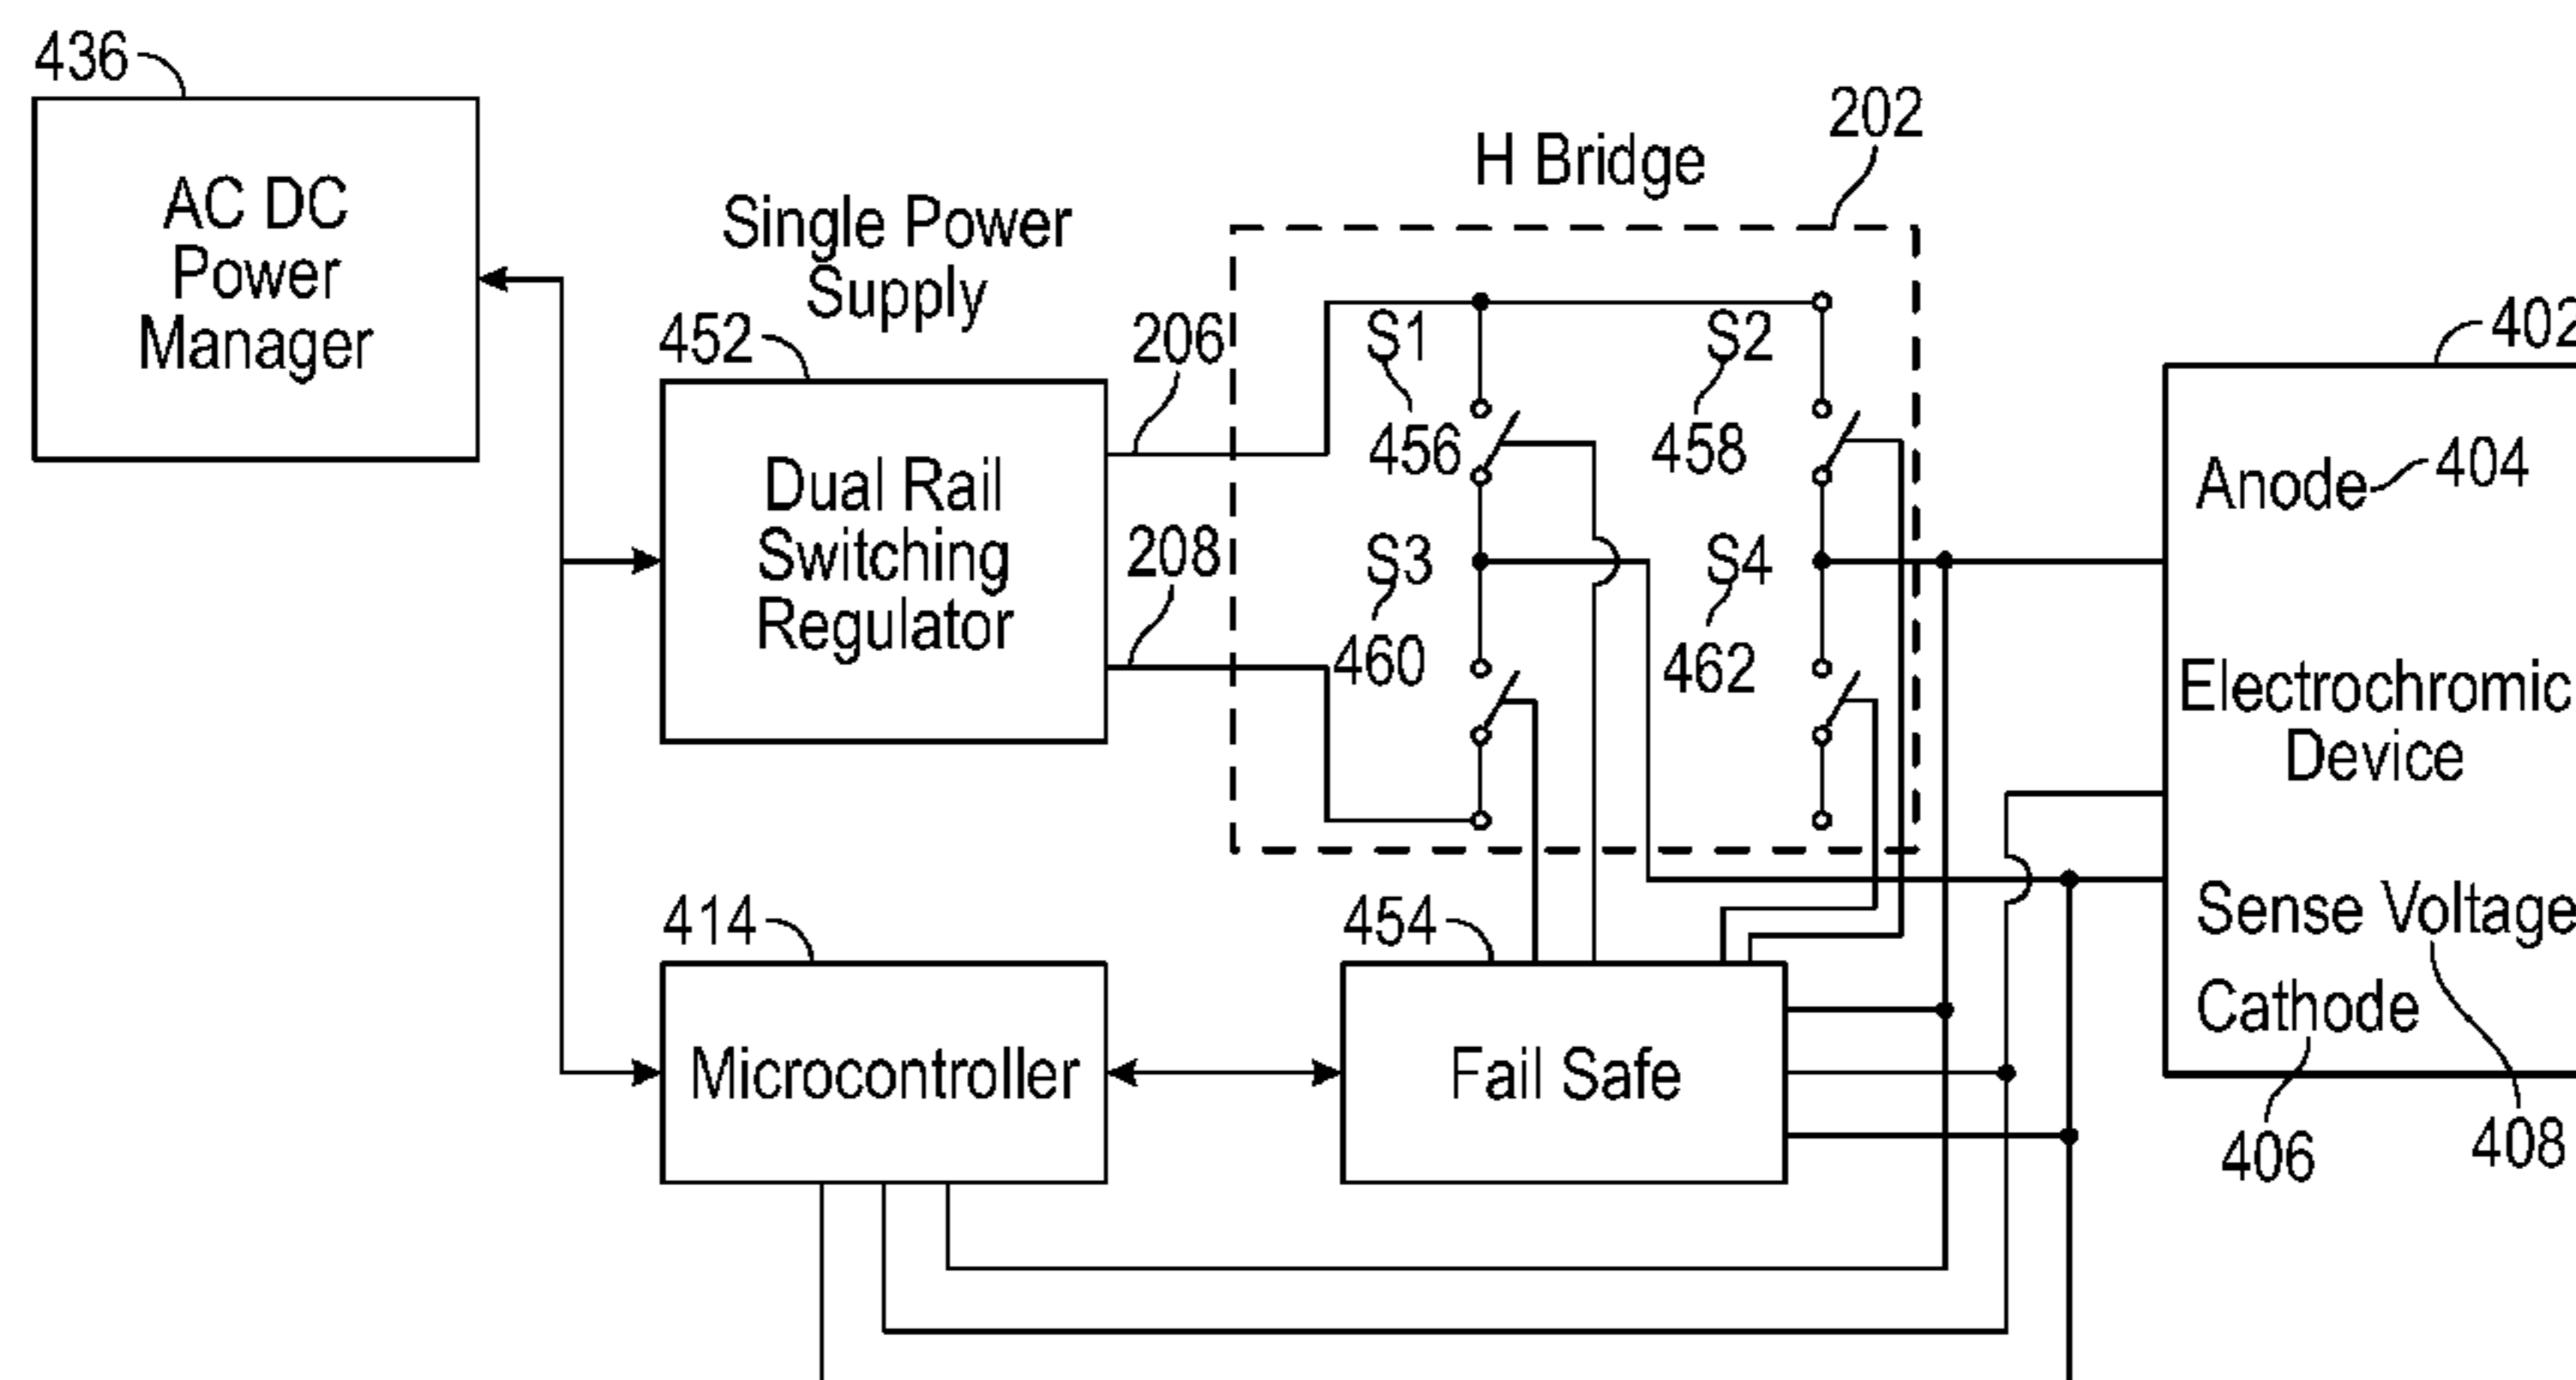 436
AC DC
Power
Manager
Single Power
Supply
452
Dual Rail
Switching
Regulator
206
208
H Bridge
202
S1
456
S2
458
S3
460
S4
462
402
Anode
404
Electrochromic
Device
Sense Voltage
Cathode
406
408
414
Microcontroller
454
Fail Safe